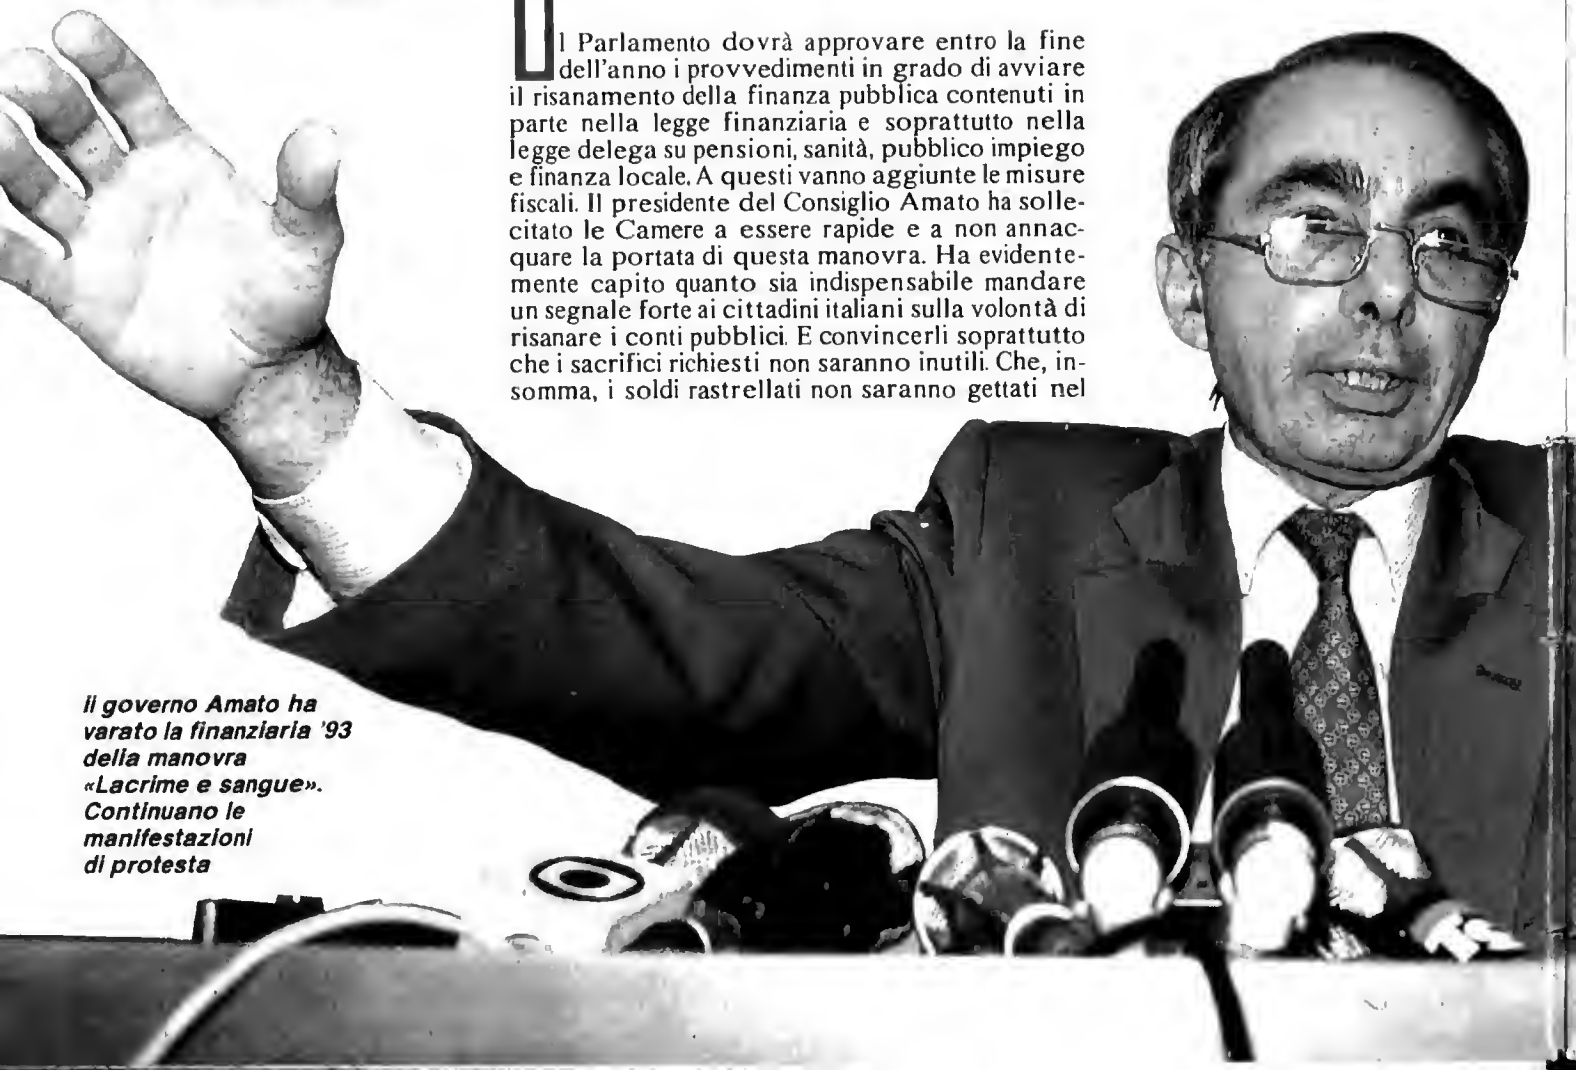 Il Parlamento dovrà approvare entro la fine
dell'anno i provvedimenti in grado di avviare
il risanamento della finanza pubblica contenuti in
parte nella legge finanziaria e soprattutto nella
legge delega su pensioni, sanità, pubblico impiego
e finanza locale. A questi vanno aggiunte le misure
fiscali. Il presidente del Consiglio Amato ha solle-
citato le Camere a essere rapide e a non annac-
quare la portata di questa manovra. Ha evidente-
mente capito quanto sia indispensabile mandare
un segnale forte ai cittadini italiani sulla volontà di
risanare i conti pubblici. E convincerli soprattutto
che i sacrifici richiesti non saranno inutili. Che, in-
somma, i soldi rastrellati non saranno gettati nel
Il governo Amato ha
varato la finanziaria '93
della manovra
«Lacrime e sangue».
Continuano le
manifestazioni
di protesta